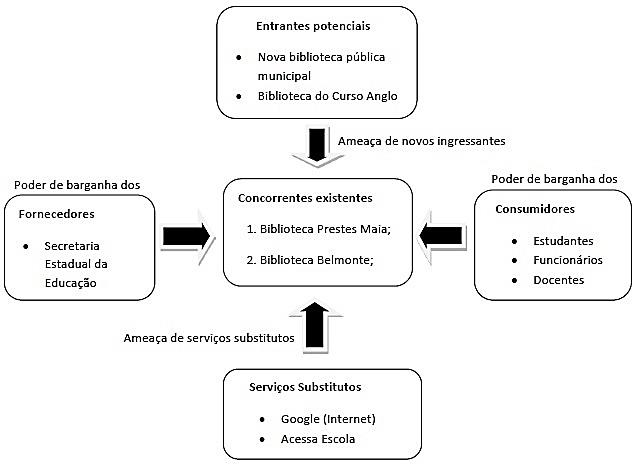 Entrantes potenciais
• Nova biblioteca pública
municipal
• Biblioteca do Curso Anglo
Ameaça de novos ingressantes
Poder de barganha dos
Fornecedores
• Secretaria
Estadual da
Educação
Concorrentes existentes
1. Biblioteca Prestes Maia;
2. Biblioteca Belmonte;
Poder de barganha dos
Consumidores
• Estudantes
• Funcionários
• Docentes
Ameaça de serviços substitutos
Serviços Substitutos
• Google (Internet)
• Acessa Escola